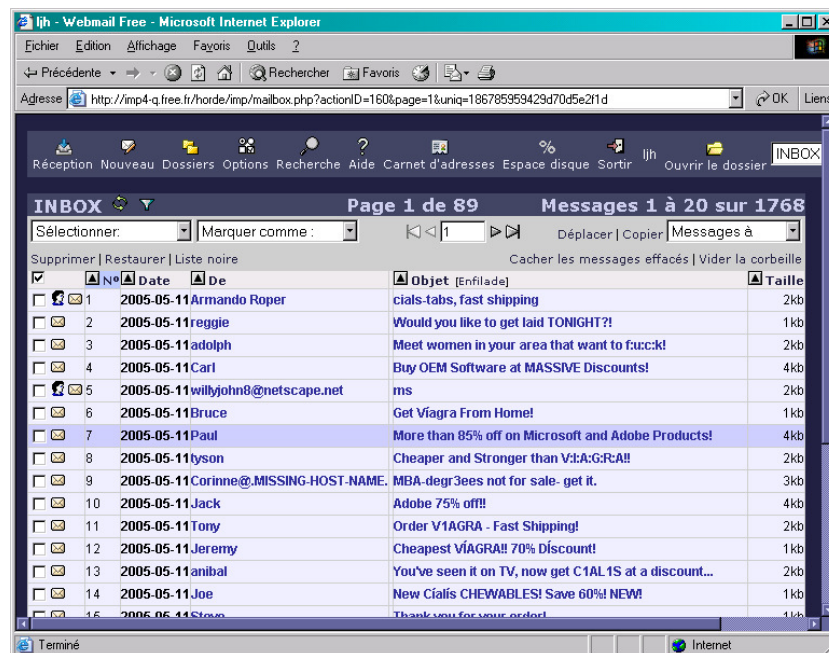 ljh - Webmail Free - Microsoft Internet Explorer
Fichier Edition Affichage Favoris Outils ?
Précédente Rechercher Favoris
Adresse http://imp4-q.free.fr/horde/imp/mailbox.php?actionID=160&page=1&uniq=186785959429d70d5e2f1d OK Liens
Réception Nouveau Dossiers Options Recherche Aide Carnet d'adresses Espace disque Sortir ljh Ouvrir le dossier INBOX
INBOX Page 1 de 89 Messages 1 à 20 sur 1768
Sélectionner: Marquer comme : 1 Déplacer | Copier Messages à
Supprimer | Restaurer | Liste noire Cacher les messages effacés | Vider la corbeille
Nº Date De Objet [Enfilade] Taille
1 2005-05-11 Armando Roper cials-tabs, fast shipping 2kb
2 2005-05-11 reggie Would you like to get laid TONIGHT?! 1kb
3 2005-05-11 adolph Meet women in your area that want to f:u:c:k! 2kb
4 2005-05-11 Carl Buy OEM Software at MASSIVE Discounts! 4kb
5 2005-05-11 willyjohn8@netscape.net ms 2kb
6 2005-05-11 Bruce Get Víagra From Home! 1kb
7 2005-05-11 Paul More than 85% off on Microsoft and Adobe Products! 4kb
8 2005-05-11 tyson Cheaper and Stronger than V:I:A:G:R:A!! 2kb
9 2005-05-11 Corinne@.MISSING-HOST-NAME. MBA-degr3ees not for sale- get it. 3kb
10 2005-05-11 Jack Adobe 75% off!! 4kb
11 2005-05-11 Tony Order V1AGRA - Fast Shipping! 2kb
12 2005-05-11 Jeremy Cheapest VÍAGRA!! 70% DÍscount! 1kb
13 2005-05-11 anibal You've seen it on TV, now get C1AL1S at a discount... 2kb
14 2005-05-11 Joe New Cíalís CHEWABLES! Save 60%! NEW! 1kb
15 2005-05-11 Steve Thank you for your order! 1kb
Terminé Internet